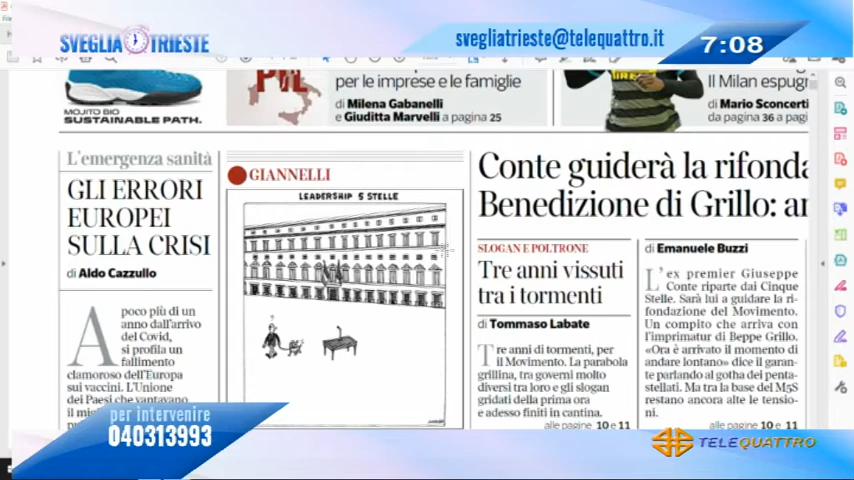 SVEGLIA TRIESTE
svegliatrieste@telequattro.it
7:08
MOJITO BIO
SUSTAINABLE PATH.
PIL
per le imprese e le famiglie
di Milena Gabanelli
e Giuditta Marvelli a pagina 25
Il Milan espug
di Mario Sconcerti
da pagina 36 a pagi
L'emergenza sanità
GLI ERRORI
EUROPEI
SULLA CRISI
di Aldo Cazzullo
A poco più di un
anno dall'arrivo
del Covid,
si profila un
fallimento
clamoroso dell'Europa
sui vaccini. L'Unione
dei Paesi che vantavano
GIANNELLI
LEADERSHIP 5 STELLE
Conte guiderà la rifonda
Benedizione di Grillo: an
SLOGAN E POLTRONE
Tre anni vissuti
tra i tormenti
di Tommaso Labate
Tre anni di tormenti, per
il Movimento. La parabola
grillina, tra governi molto
diversi tra loro e gli slogan
gridati della prima ora
e adesso finiti in cantina.
alle pagine 10 e 11
di Emanuele Buzzi
L'ex premier Giuseppe
Conte riparte dai Cinque
Stelle. Sarà lui a guidare la ri-
fondazione del Movimento.
Un compito che arriva con
l'imprimatur di Beppe Grillo.
«Ora è arrivato il momento di
andare lontano» dice il garan-
te parlando al gotha dei penta-
stellati. Ma tra la base del M5S
restano ancora alte le tensio-
ni.
alle pagine 10 e 11
per intervenire
040313993
TELEQUATTRO